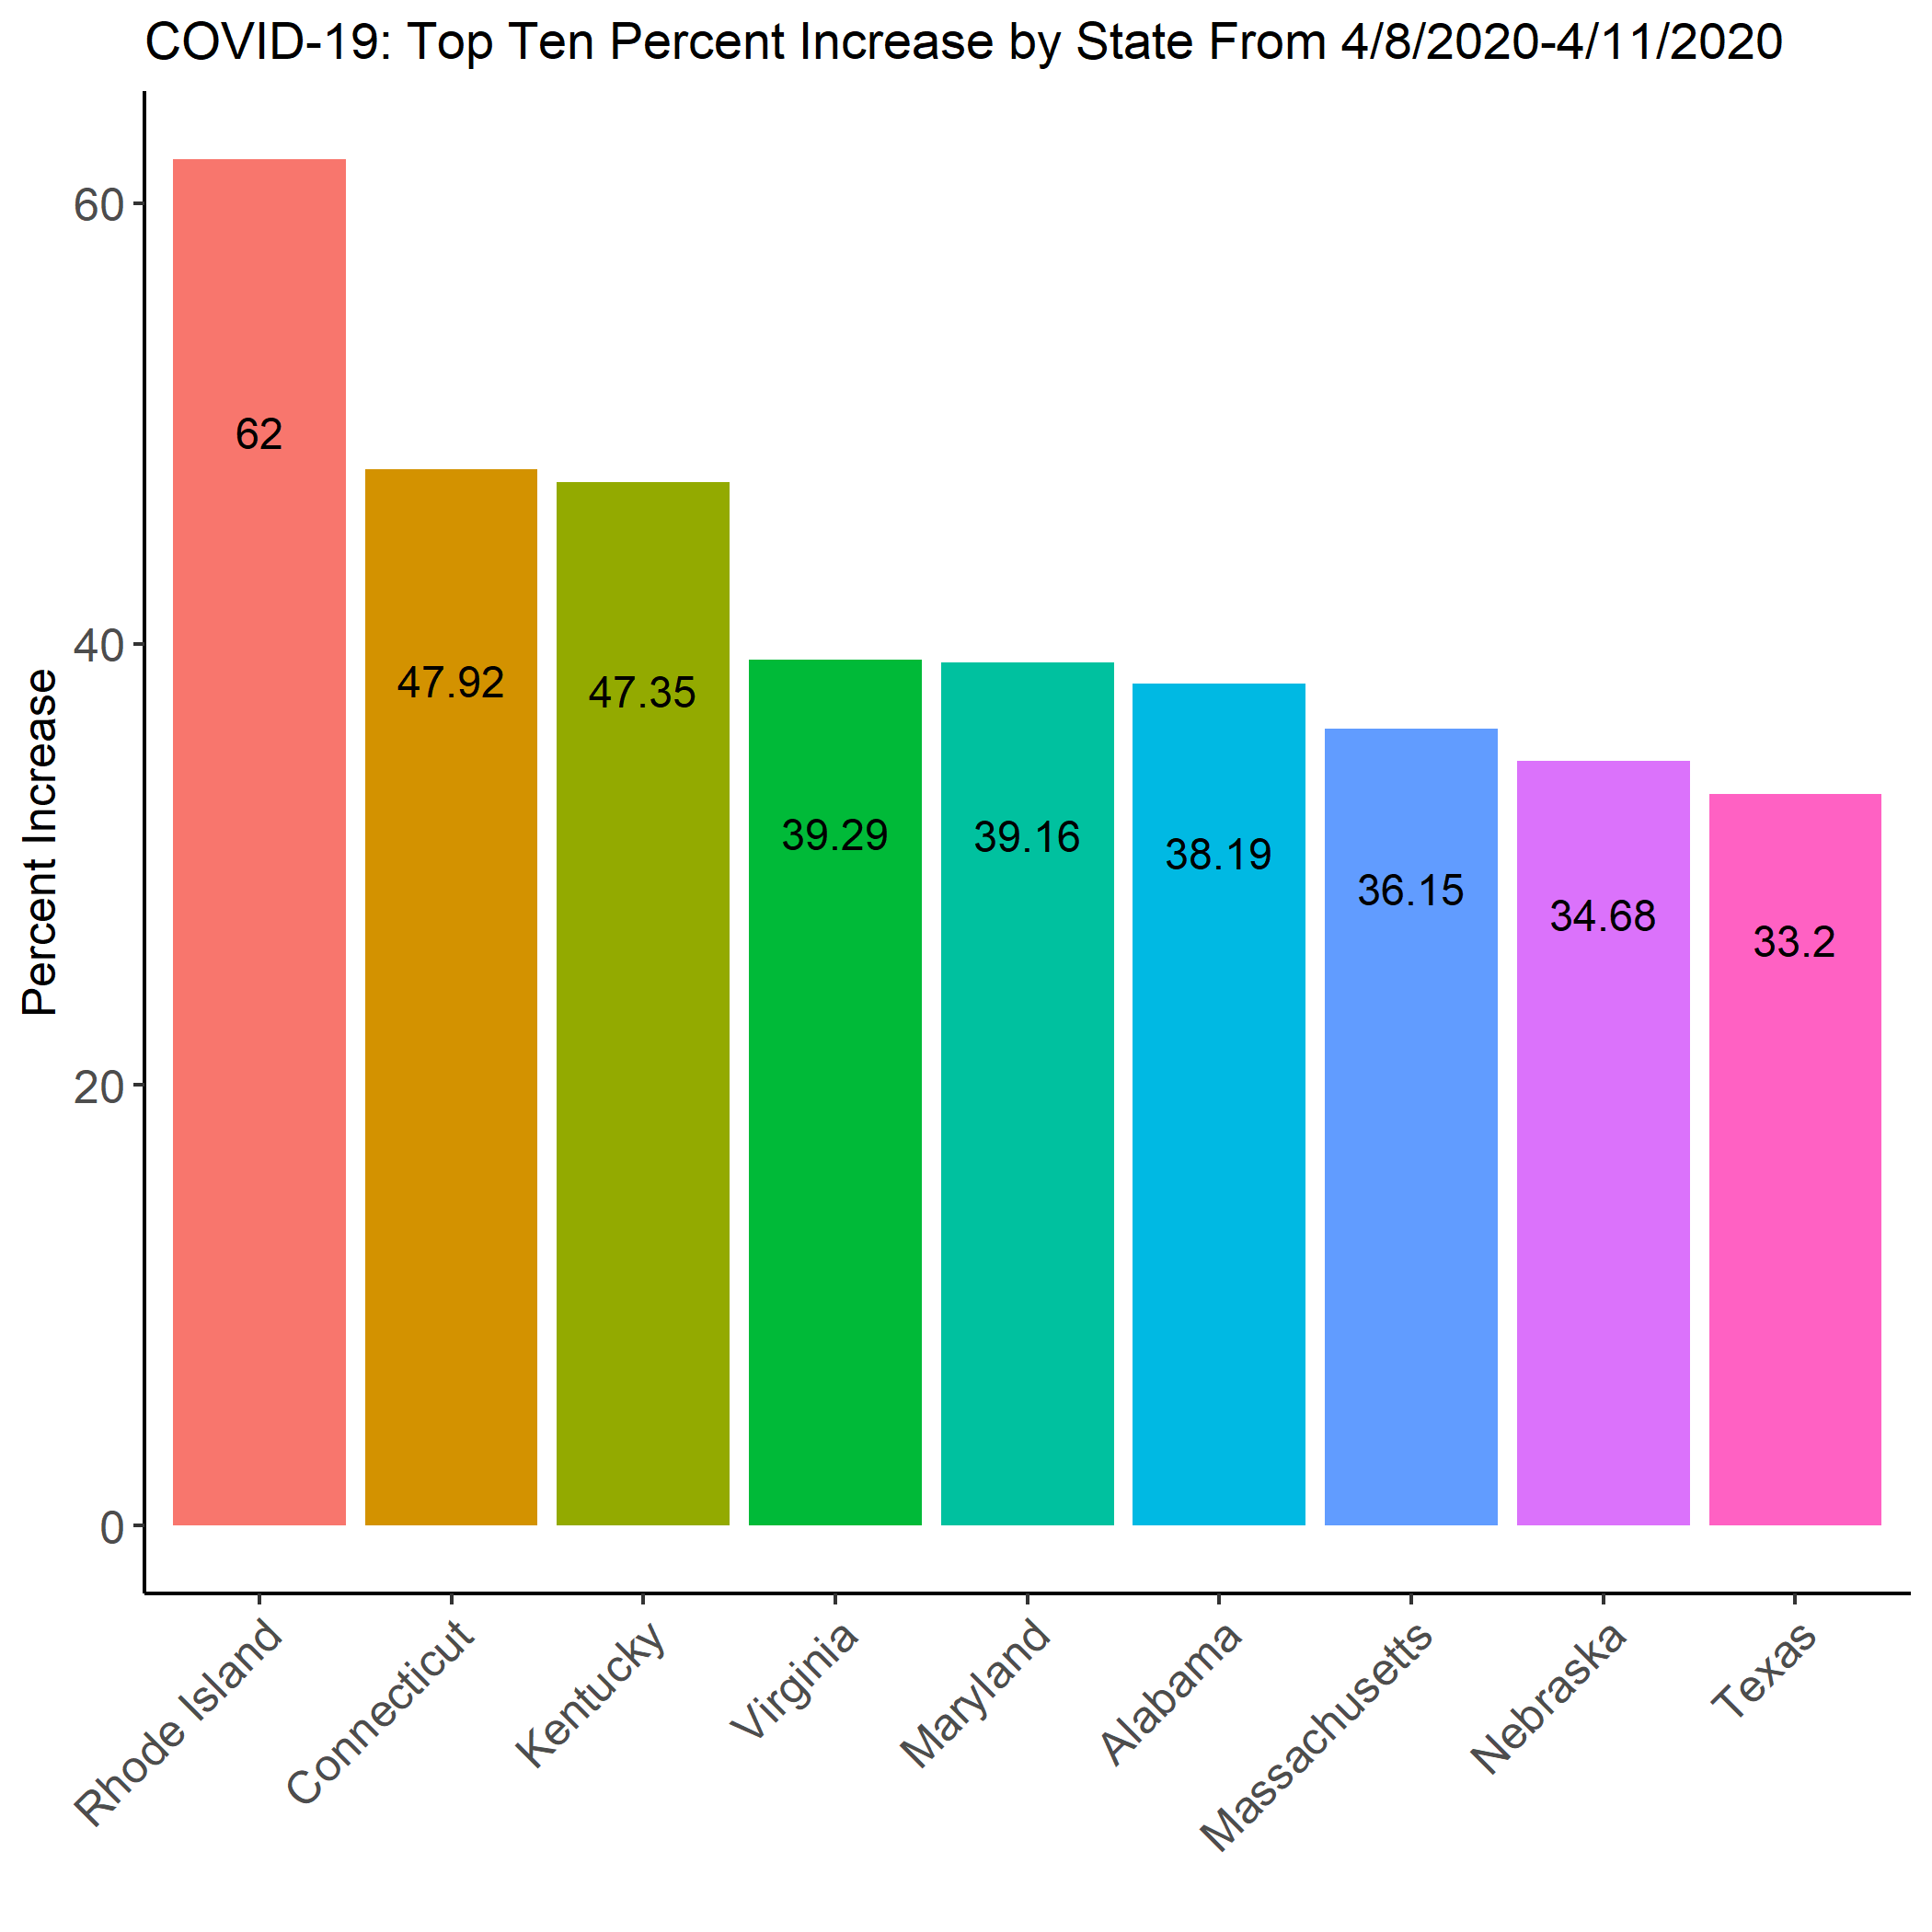 COVID-19: Top Ten Percent Increase by State From 4/8/2020-4/11/2020
Percent Increase
60
40
20
0
62
47.92
47.35
39.29
39.16
38.19
36.15
34.68
33.2
Rhode Island
Connecticut
Kentucky
Virginia
Maryland
Alabama
Massachusetts
Nebraska
Texas